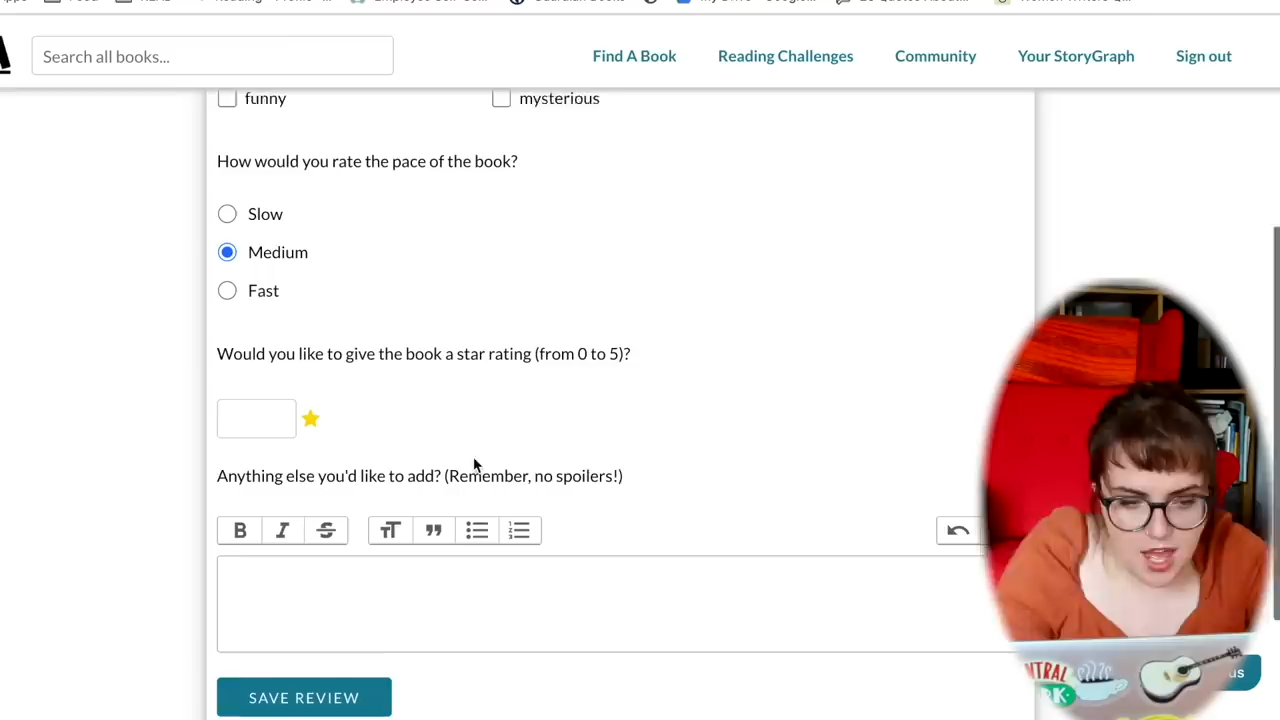 Search all books...
Find A Book
Reading Challenges
Community
Your StoryGraph
Sign out
funny
mysterious
How would you rate the pace of the book?
Slow
Medium
Fast
Would you like to give the book a star rating (from 0 to 5)?
Anything else you'd like to add? (Remember, no spoilers!)
B I S TT
SAVE REVIEW
us